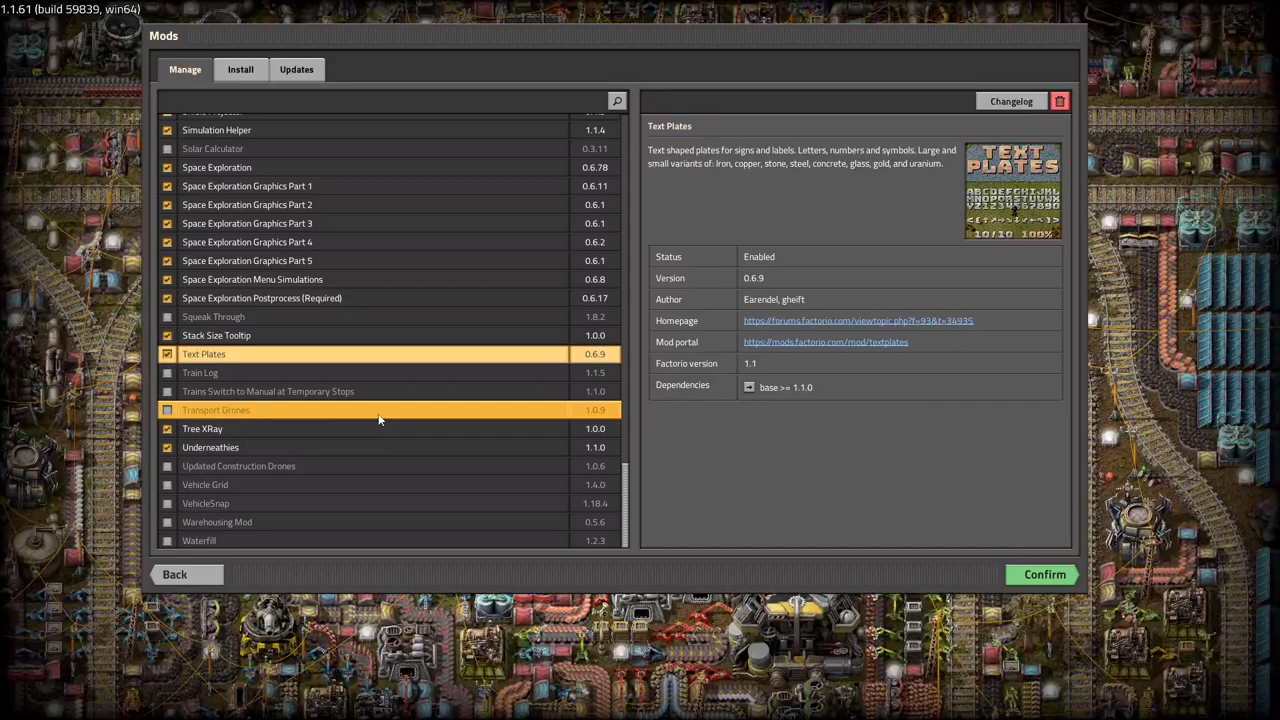 1.1.61 (build 59839, win64)
Mods
Manage Install Updates
Changelog
Simulation Helper 1.1.4
Solar Calculator 0.3.11
Space Exploration 0.6.78
Space Exploration Graphics Part 1 0.6.11
Space Exploration Graphics Part 2 0.6.1
Space Exploration Graphics Part 3 0.6.1
Space Exploration Graphics Part 4 0.6.2
Space Exploration Graphics Part 5 0.6.1
Space Exploration Menu Simulations 0.6.8
Space Exploration Postprocess (Required) 0.6.17
Squeak Through 1.8.2
Stack Size Tooltip 1.0.0
Text Plates 0.6.9
Train Log 1.1.5
Trains Switch to Manual at Temporary Stops 1.1.0
Transport Drones 1.0.9
Tree XRay 1.0.0
Underneathies 1.1.0
Updated Construction Drones 1.0.6
Vehicle Grid 1.4.0
VehicleSnap 1.18.4
Warehousing Mod 0.5.6
Waterfill 1.2.3
Text Plates
Text shaped plates for signs and labels. Letters, numbers and symbols. Large and
small variants of: Iron, copper, stone, steel, concrete, glass, gold, and uranium.
TEXT
PLATES
10/10 100%
Status Enabled
Version 0.6.9
Author Earendel, gheift
Homepage https://forums.factorio.com/viewtopic.php?f=93&t=34935
Mod portal https://mods.factorio.com/mod/textplates
Factorio version 1.1
Dependencies base >= 1.1.0
Back
Confirm